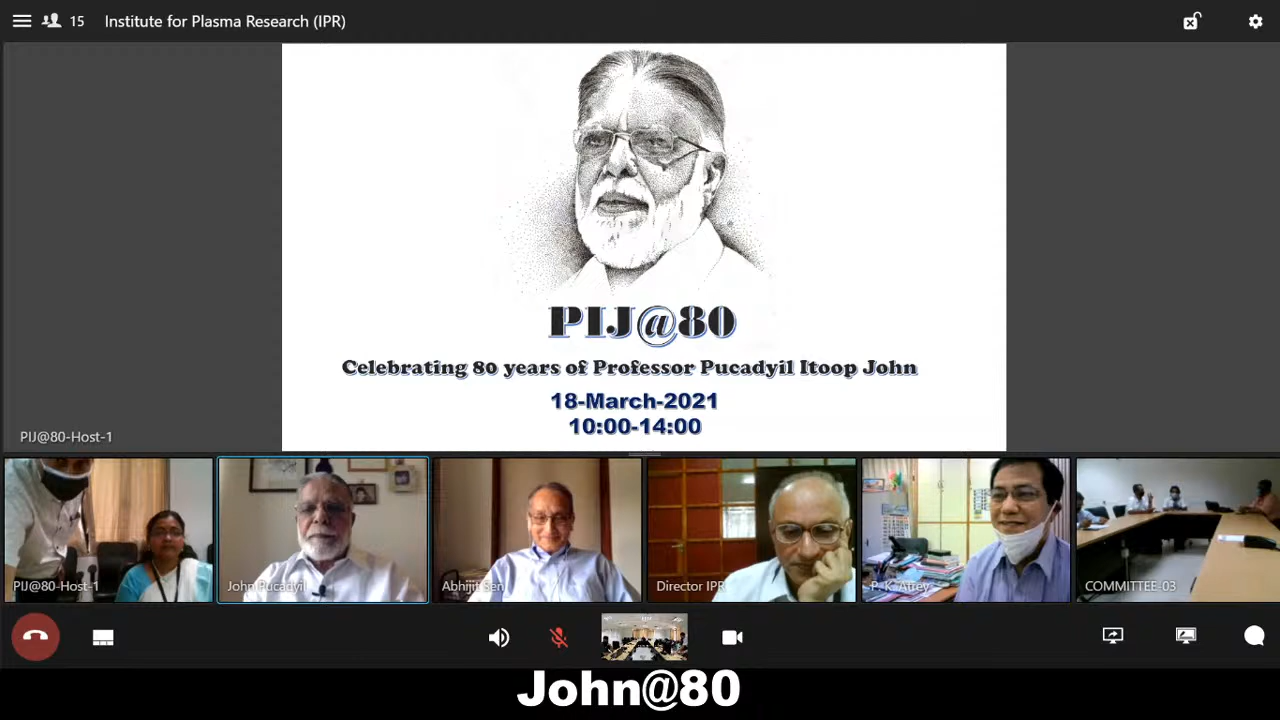 15 Institute for Plasma Research (IPR)
PIJ@80
Celebrating 80 years of Professor Pucadyil Itoop John
18-March-2021
10:00-14:00
PIJ@80-Host-1
PIJ@80-Host-1
John Pucadyil
Abhijit Sen
Director IPR
P. K. Atrey
COMMITTEE-03
John@80